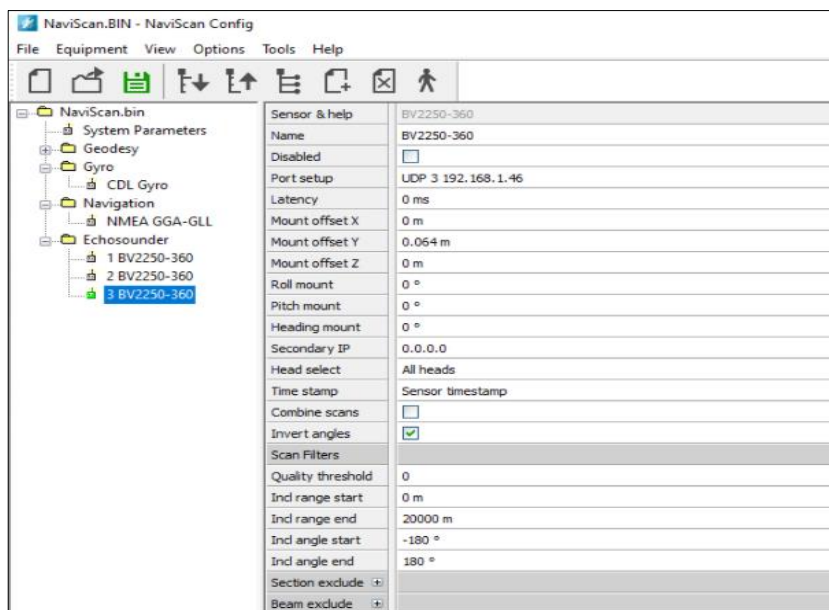 NaviScan.BIN - NaviScan Config
File Equipment View Options Tools Help
NaviScan.bin
System Parameters
Geodesy
Gyro
CDL Gyro
Navigation
NMEA GGA-GLL
Echosounder
1 BV2250-360
2 BV2250-360
3 BV2250-360
Sensor & help BV2250-360
Name BV2250-360
Disabled
Port setup UDP 3 192.168.1.46
Latency 0 ms
Mount offset X 0 m
Mount offset Y 0.064 m
Mount offset Z 0 m
Roll mount 0 °
Pitch mount 0 °
Heading mount 0 °
Secondary IP 0.0.0.0
Head select All heads
Time stamp Sensor timestamp
Combine scans
Invert angles
Scan Filters
Quality threshold 0
Incl range start 0 m
Incl range end 20000 m
Incl angle start -180 °
Incl angle end 180 °
Section exclude
Beam exclude